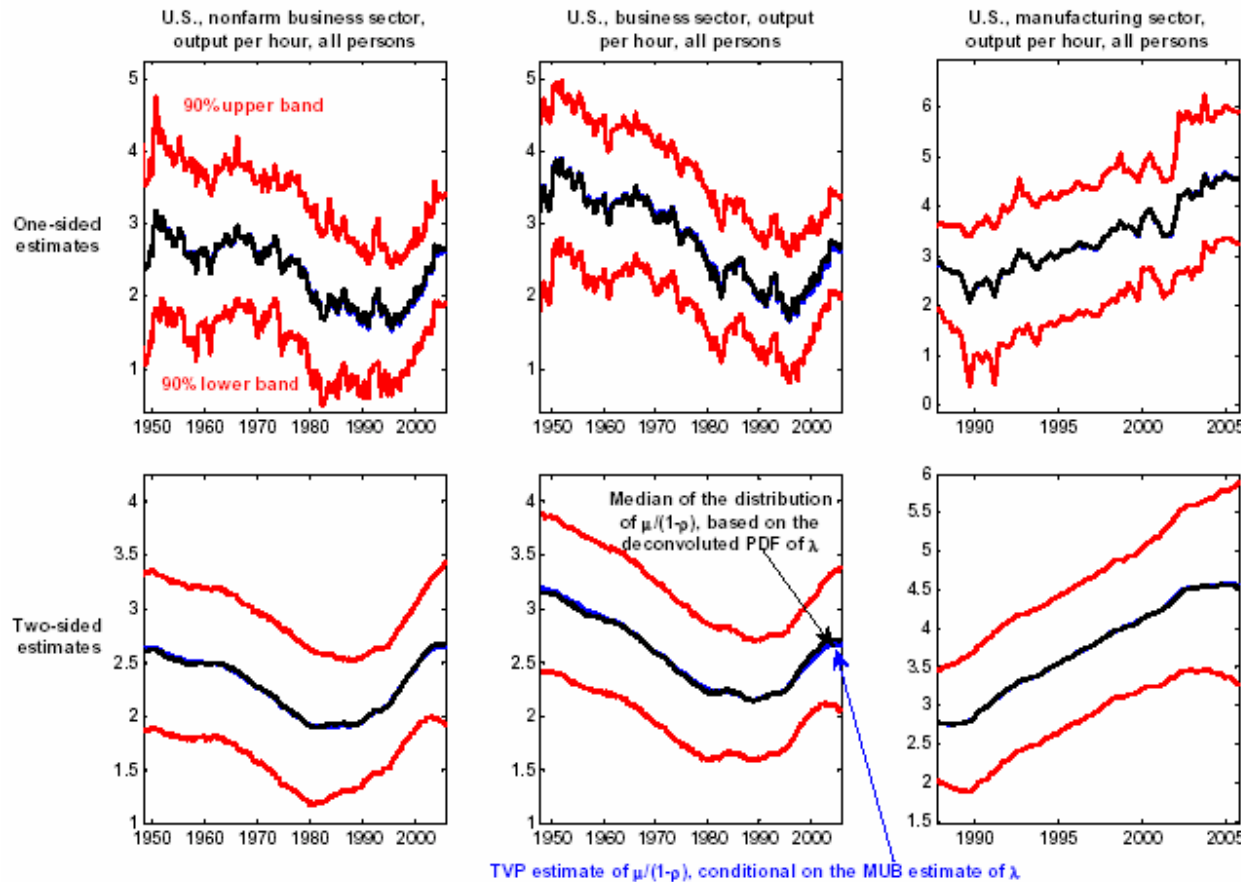 U.S., nonfarm business sector,
output per hour, all persons
U.S., business sector, output
per hour, all persons
U.S., manufacturing sector,
output per hour, all persons
One-sided
estimates
5
4
3
2
1
90% upper band
90% lower band
1950 1960 1970 1980 1990 2000
5
4
3
2
1
1950 1960 1970 1980 1990 2000
6
5
4
3
2
1
0
1990 1995 2000 2005
Two-sided
estimates
4
3.5
3
2.5
2
1.5
1
1950 1960 1970 1980 1990 2000
4
3.5
3
2.5
2
1.5
1
Median of the distribution
of μ/(1-ρ), based on the
deconvoluted PDF of λ
1950 1960 1970 1980 1990 2000
6
5.5
5
4.5
4
3.5
3
2.5
2
1.5
1990 1995 2000 2005
TVP estimate of μ/(1-ρ), conditional on the MUB estimate of λ